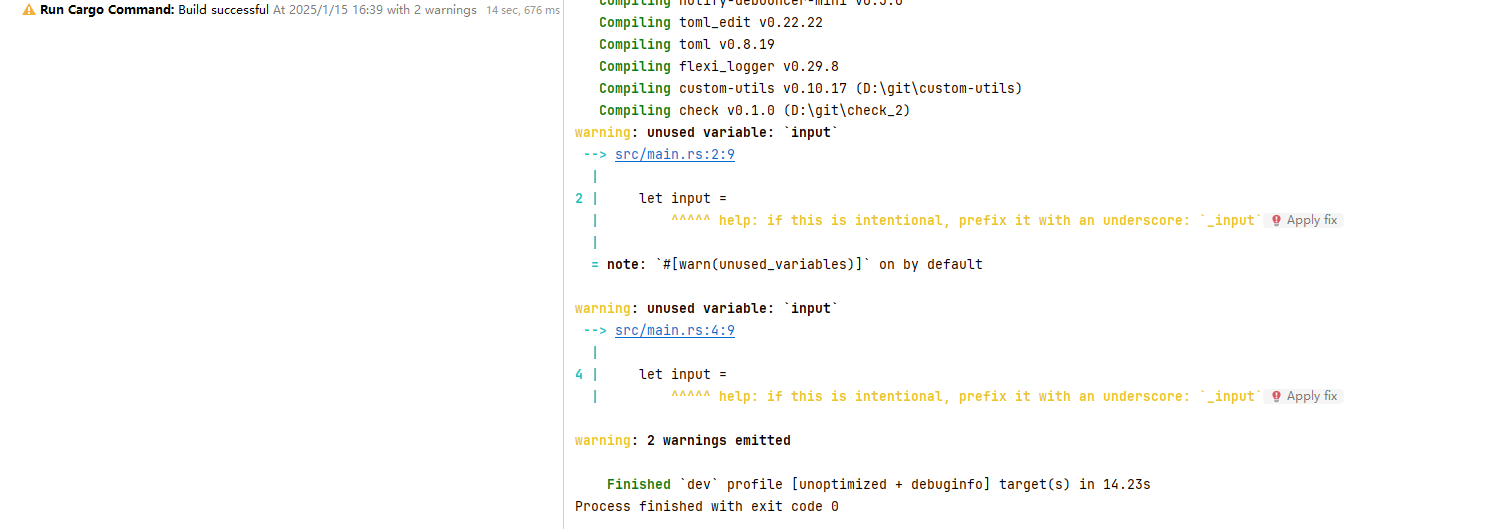 Run Cargo Command: Build successful At 2025/1/15 16:39 with 2 warnings 14 sec, 676 ms
Compiling notify-debouncer-mini
Compiling toml_edit v0.22.22
Compiling toml v0.8.19
Compiling flexi_logger v0.29.8
Compiling custom-utils v0.10.17 (D:\git\custom-utils)
Compiling check v0.1.0 (D:\git\check_2)
warning: unused variable: `input`
--> src/main.rs:2:9
|
2 | let input =
| ^^^^^ help: if this is intentional, prefix it with an underscore: `_input` Apply fix
|
= note: `#[warn(unused_variables)]` on by default
warning: unused variable: `input`
--> src/main.rs:4:9
|
4 | let input =
| ^^^^^ help: if this is intentional, prefix it with an underscore: `_input` Apply fix
warning: 2 warnings emitted
Finished `dev` profile [unoptimized + debuginfo] target(s) in 14.23s
Process finished with exit code 0